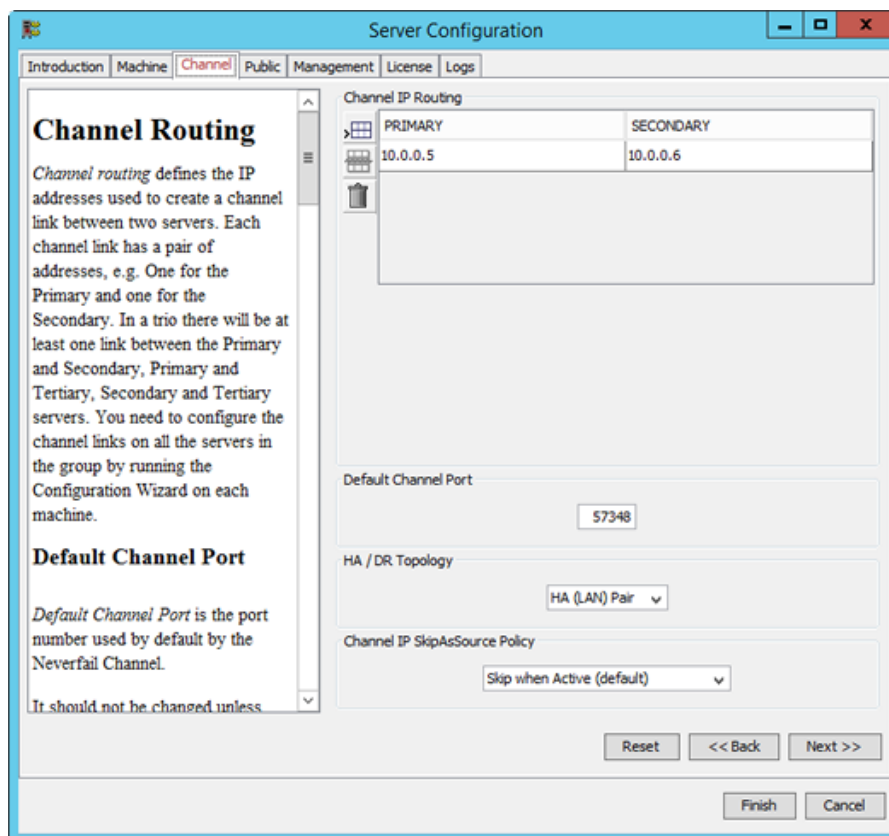 Server Configuration
Introduction Machine Channel Public Management License Logs
Channel Routing
Channel routing defines the IP
addresses used to create a channel
link between two servers. Each
channel link has a pair of
addresses, e.g. One for the
Primary and one for the
Secondary. In a trio there will be at
least one link between the Primary
and Secondary, Primary and
Tertiary, Secondary and Tertiary
servers. You need to configure the
channel links on all the servers in
the group by running the
Configuration Wizard on each
machine.
Default Channel Port
Default Channel Port is the port
number used by default by the
Neverfail Channel.
It should not be changed unless
Channel IP Routing
PRIMARY SECONDARY
10.0.0.5 10.0.0.6
Default Channel Port
57348
HA / DR Topology
HA (LAN) Pair
Channel IP SkipAsSource Policy
Skip when Active (default)
Reset << Back Next >>
Finish Cancel